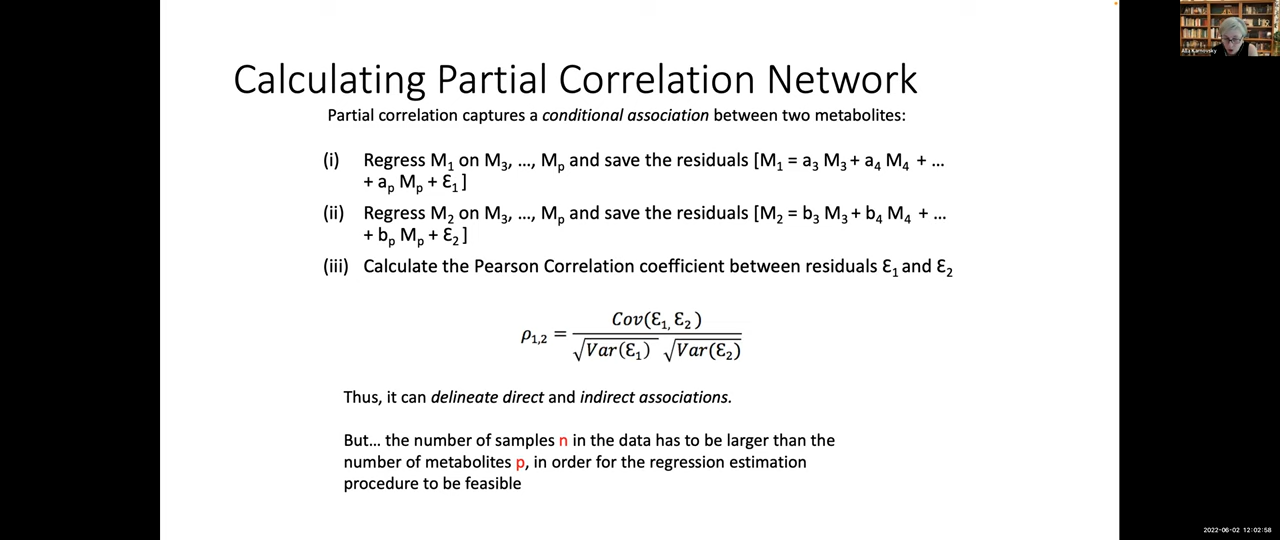 Calculating Partial Correlation Network
Partial correlation captures a conditional association between two metabolites:
(i) Regress M₁ on M₃, ..., Mₚ and save the residuals [M₁ = a₃ M₃ + a₄ M₄ + ...
+ aₚ Mₚ + Ɛ₁]
(ii) Regress M₂ on M₃, ..., Mₚ and save the residuals [M₂ = b₃ M₃ + b₄ M₄ + ...
+ bₚ Mₚ + Ɛ₂]
(iii) Calculate the Pearson Correlation coefficient between residuals Ɛ₁ and Ɛ₂
ρ₁,₂ = Cov(Ɛ₁, Ɛ₂) / √Var(Ɛ₁) √Var(Ɛ₂)
Thus, it can delineate direct and indirect associations.
But... the number of samples n in the data has to be larger than the
number of metabolites p, in order for the regression estimation
procedure to be feasible
Alla Karnovsky
2022-06-02 12:02:58